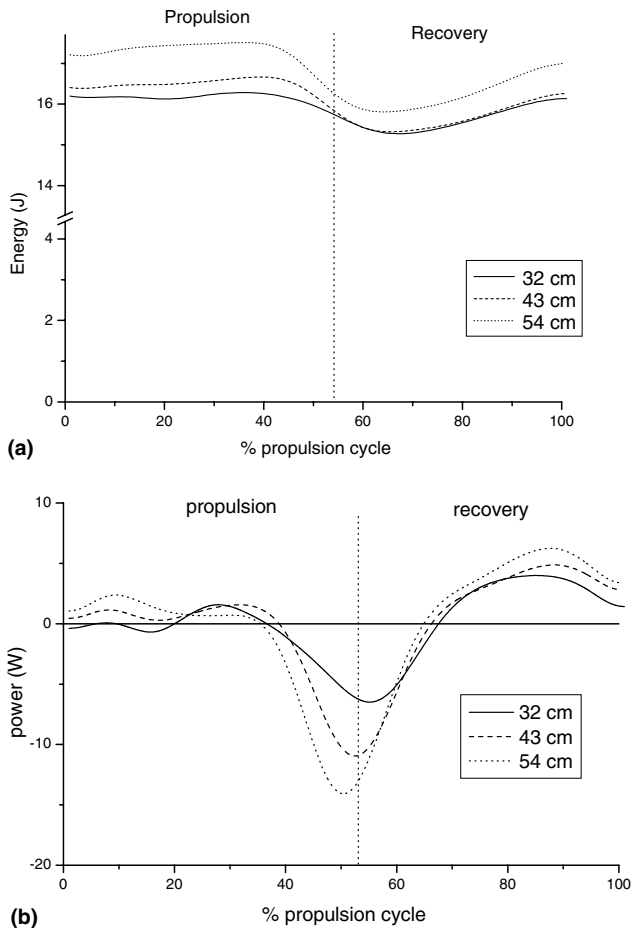 Propulsion
Recovery
16
14
4
2
0
Energy (J)
32 cm
43 cm
54 cm
0 20 40 60 80 100
(a)
% propulsion cycle
10
0
-10
-20
power (W)
propulsion
recovery
32 cm
43 cm
54 cm
0 20 40 60 80 100
(b)
% propulsion cycle